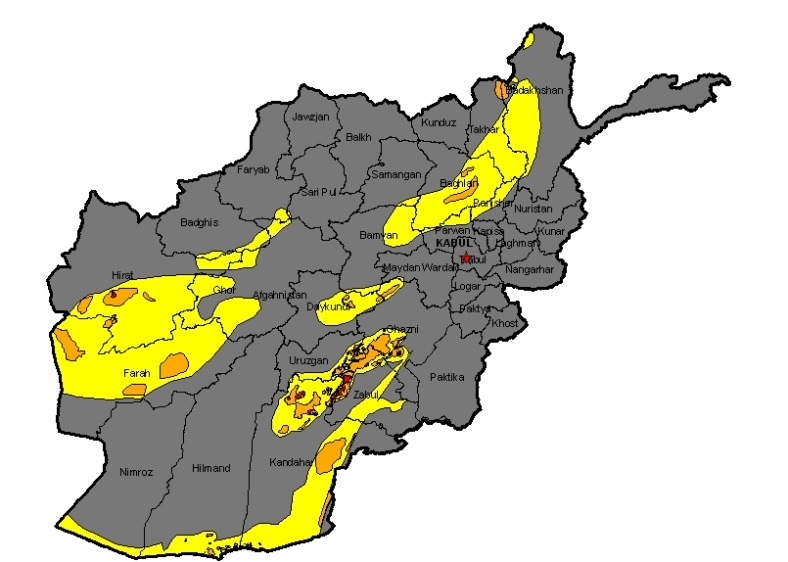 Badakhshan
Jawzjan
Kunduz
Takhar
Balkh
Faryab
Samangan
Baghlan
Sari Pul
Panjshir
Nuristan
Badghis
Bamyan
Parwan
Kapisa
Kunar
KABUL
Laghman
Kabul
Hirat
Maydan Wardak
Nangarhar
Ghor
Afghanistan
Logar
Daykundi
Paktya
Khost
Ghazni
Uruzgan
Farah
Paktika
Zabul
Nimroz
Hilmand
Kandahar